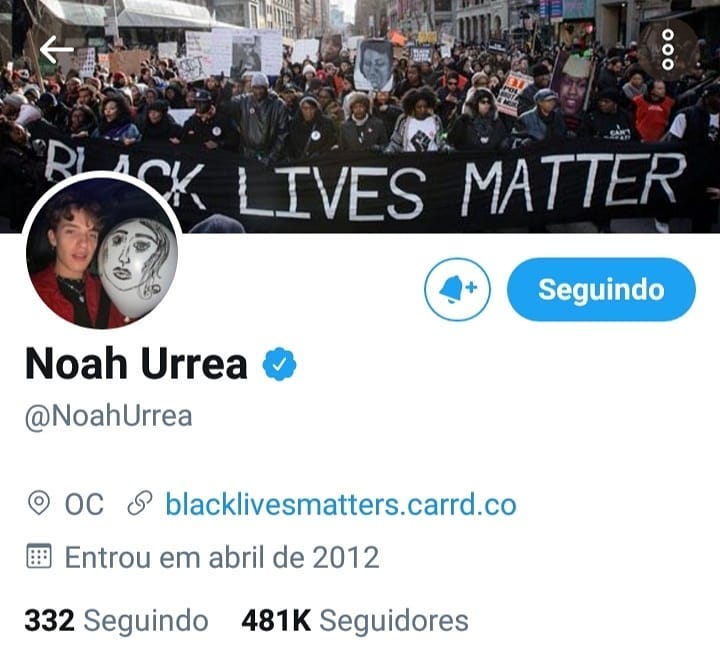 BLACK LIVES MATTER
Seguindo
Noah Urrea
@NoahUrrea
OC blacklivesmatters.carrd.co
Entrou em abril de 2012
332 Seguindo 481K Seguidores